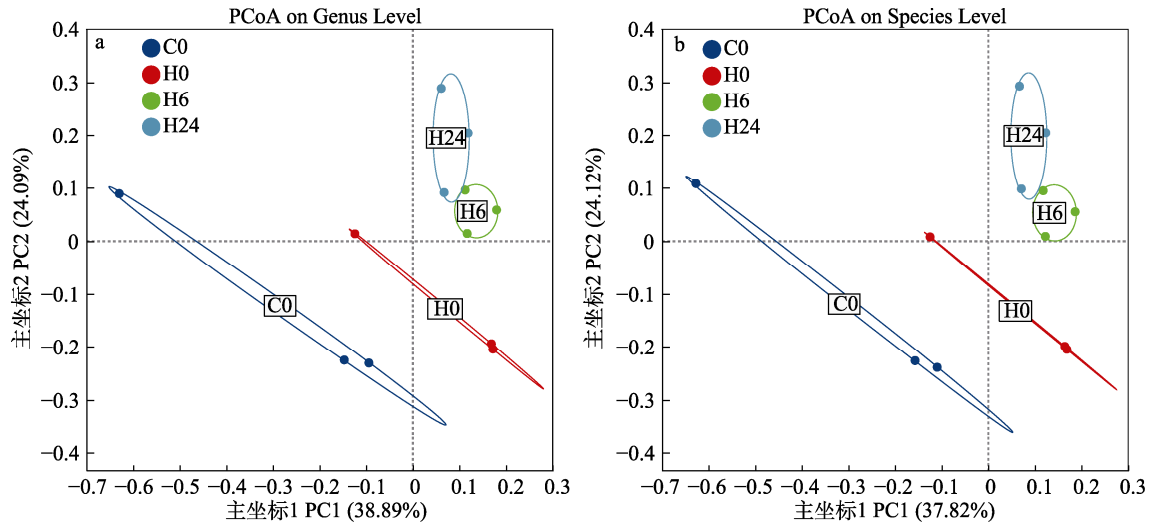 PCoA on Genus Level
a
C0
H0
H6
H24
0.4
0.3
0.2
0.1
0
−0.1
−0.2
−0.3
−0.4
主坐标2 PC2 (24.09%)
H24
H6
C0
H0
−0.7 −0.6 −0.5 −0.4 −0.3 −0.2 −0.1 0 0.1 0.2 0.3
主坐标1 PC1 (38.89%)
PCoA on Species Level
b
C0
H0
H6
H24
0.4
0.3
0.2
0.1
0
−0.1
−0.2
−0.3
−0.4
主坐标2 PC2 (24.12%)
H24
H6
C0
H0
−0.7 −0.6 −0.5 −0.4 −0.3 −0.2 −0.1 0 0.1 0.2 0.3
主坐标1 PC1 (37.82%)